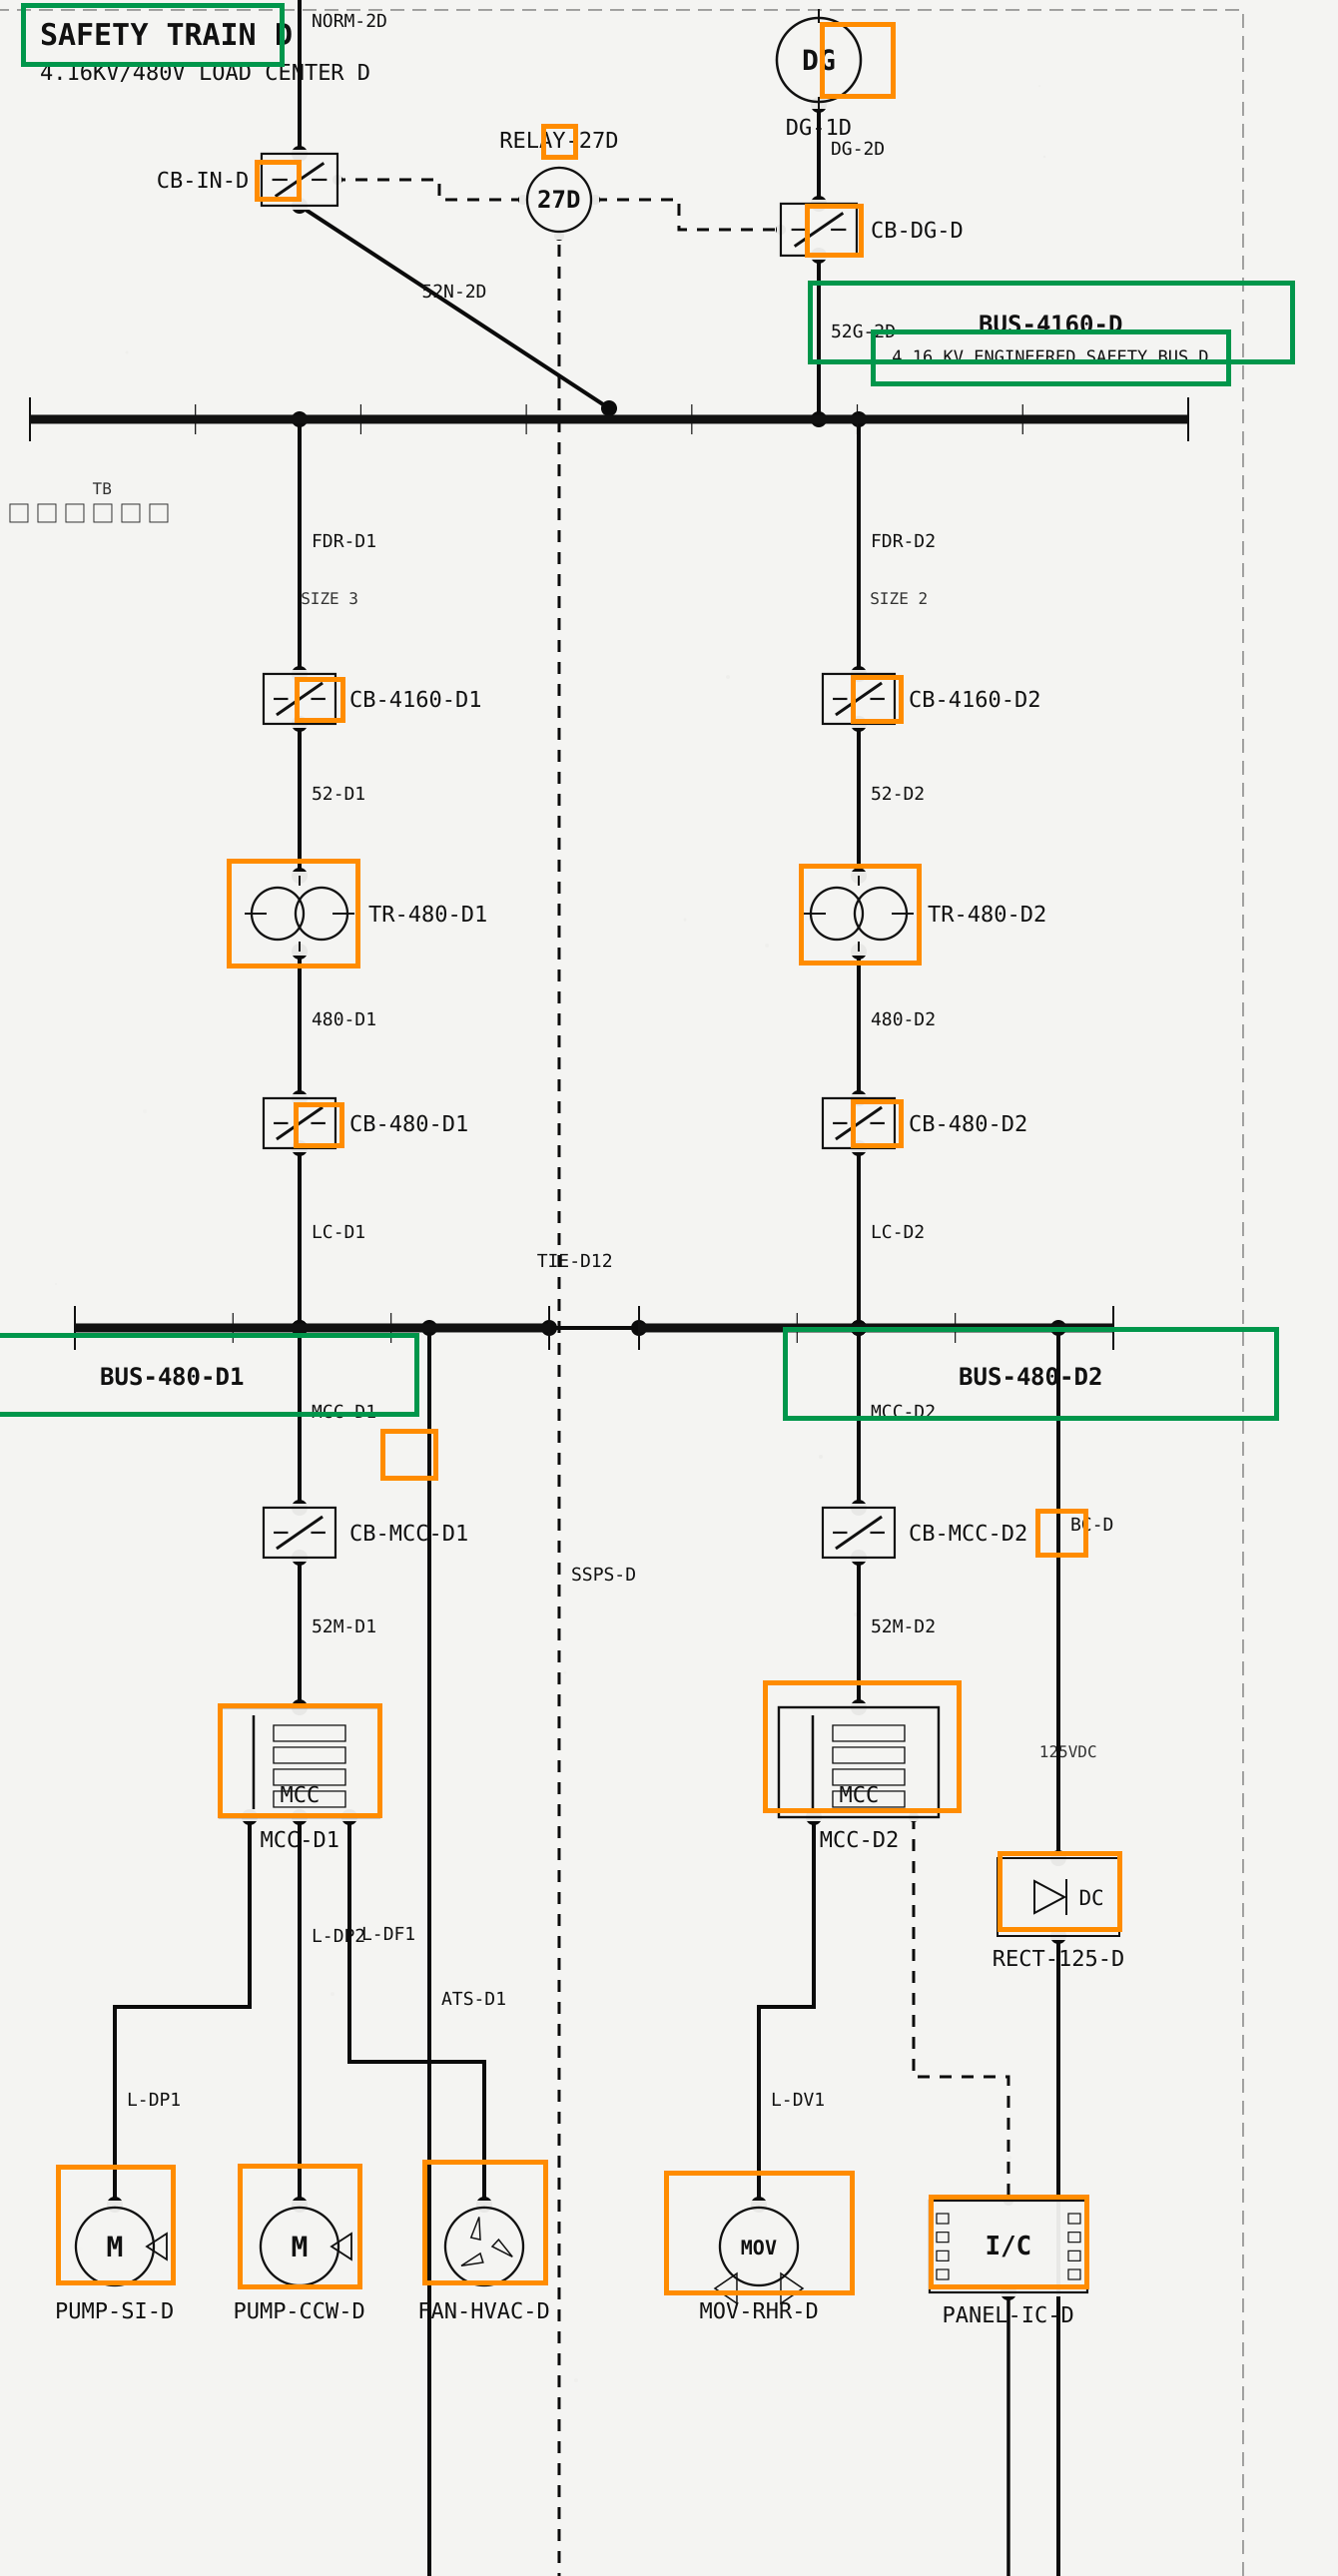 NORM-2D
SAFETY TRAIN D
4.16KV/480V LOAD CENTER D
DG
DG-1D
DG-2D
RELAY-27D
CB-IN-D
27D
CB-DG-D
52N-2D
52G-2D
BUS-4160-D
4.16 KV ENGINEERED SAFETY BUS D
TB
FDR-D1
FDR-D2
SIZE 3
SIZE 2
CB-4160-D1
CB-4160-D2
52-D1
52-D2
TR-480-D1
TR-480-D2
480-D1
480-D2
CB-480-D1
CB-480-D2
LC-D1
LC-D2
TIE-D12
BUS-480-D1
BUS-480-D2
MCC-D1
MCC-D2
CB-MCC-D1
CB-MCC-D2
BC-D
SSPS-D
52M-D1
52M-D2
125VDC
MCC
MCC
MCC-D1
MCC-D2
DC
RECT-125-D
L-DP2
L-DF1
ATS-D1
L-DP1
L-DV1
M
M
MOV
I/C
PUMP-SI-D
PUMP-CCW-D
FAN-HVAC-D
MOV-RHR-D
PANEL-IC-D